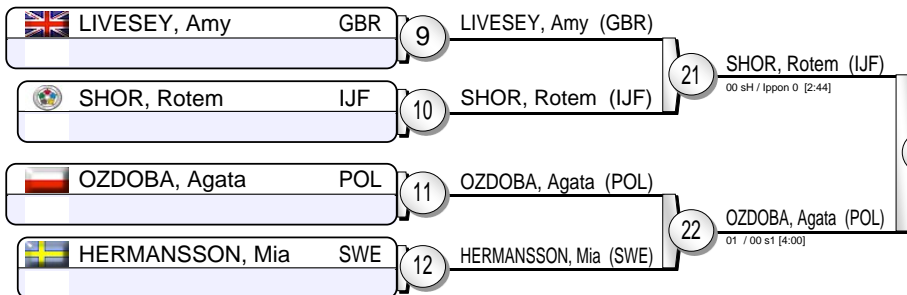 LIVESEY, Amy GBR
9
LIVESEY, Amy (GBR)
SHOR, Rotem IJF
10
SHOR, Rotem (IJF)
21
SHOR, Rotem (IJF)
00 sH / Ippon 0 [2:44]
OZDOBA, Agata POL
11
OZDOBA, Agata (POL)
HERMANSSON, Mia SWE
12
HERMANSSON, Mia (SWE)
22
OZDOBA, Agata (POL)
01 / 00 s1 [4:00]